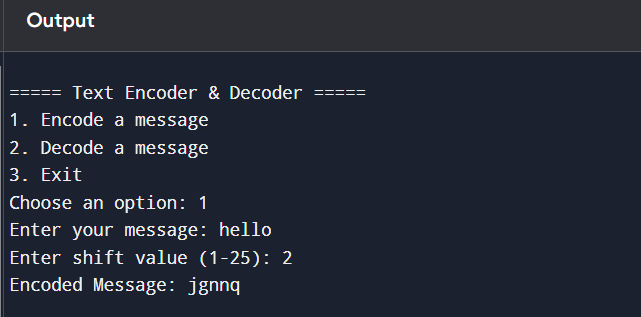 Output
===== Text Encoder & Decoder =====
1. Encode a message
2. Decode a message
3. Exit
Choose an option: 1
Enter your message: hello
Enter shift value (1-25): 2
Encoded Message: jgnnq